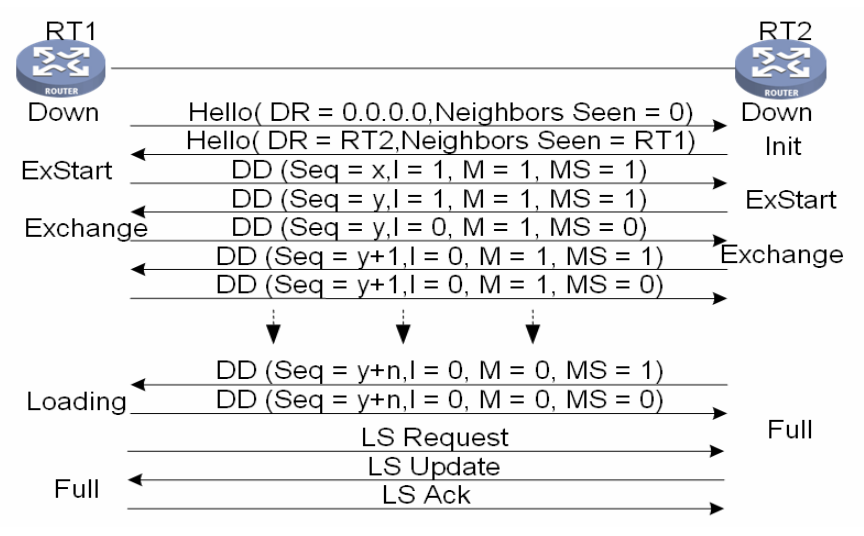 RT1 RT2
ROUTER ROUTER
Down Hello( DR = 0.0.0.0,Neighbors Seen = 0) Down
Hello( DR = RT2,Neighbors Seen = RT1) Init
ExStart DD (Seq = x,I = 1, M = 1, MS = 1)
DD (Seq = y,I = 1, M = 1, MS = 1) ExStart
Exchange DD (Seq = y,I = 0, M = 1, MS = 0)
DD (Seq = y+1,I = 0, M = 1, MS = 1) Exchange
DD (Seq = y+1,I = 0, M = 1, MS = 0)
DD (Seq = y+n,I = 0, M = 0, MS = 1)
Loading DD (Seq = y+n,I = 0, M = 0, MS = 0)
LS Request Full
LS Update
Full LS Ack